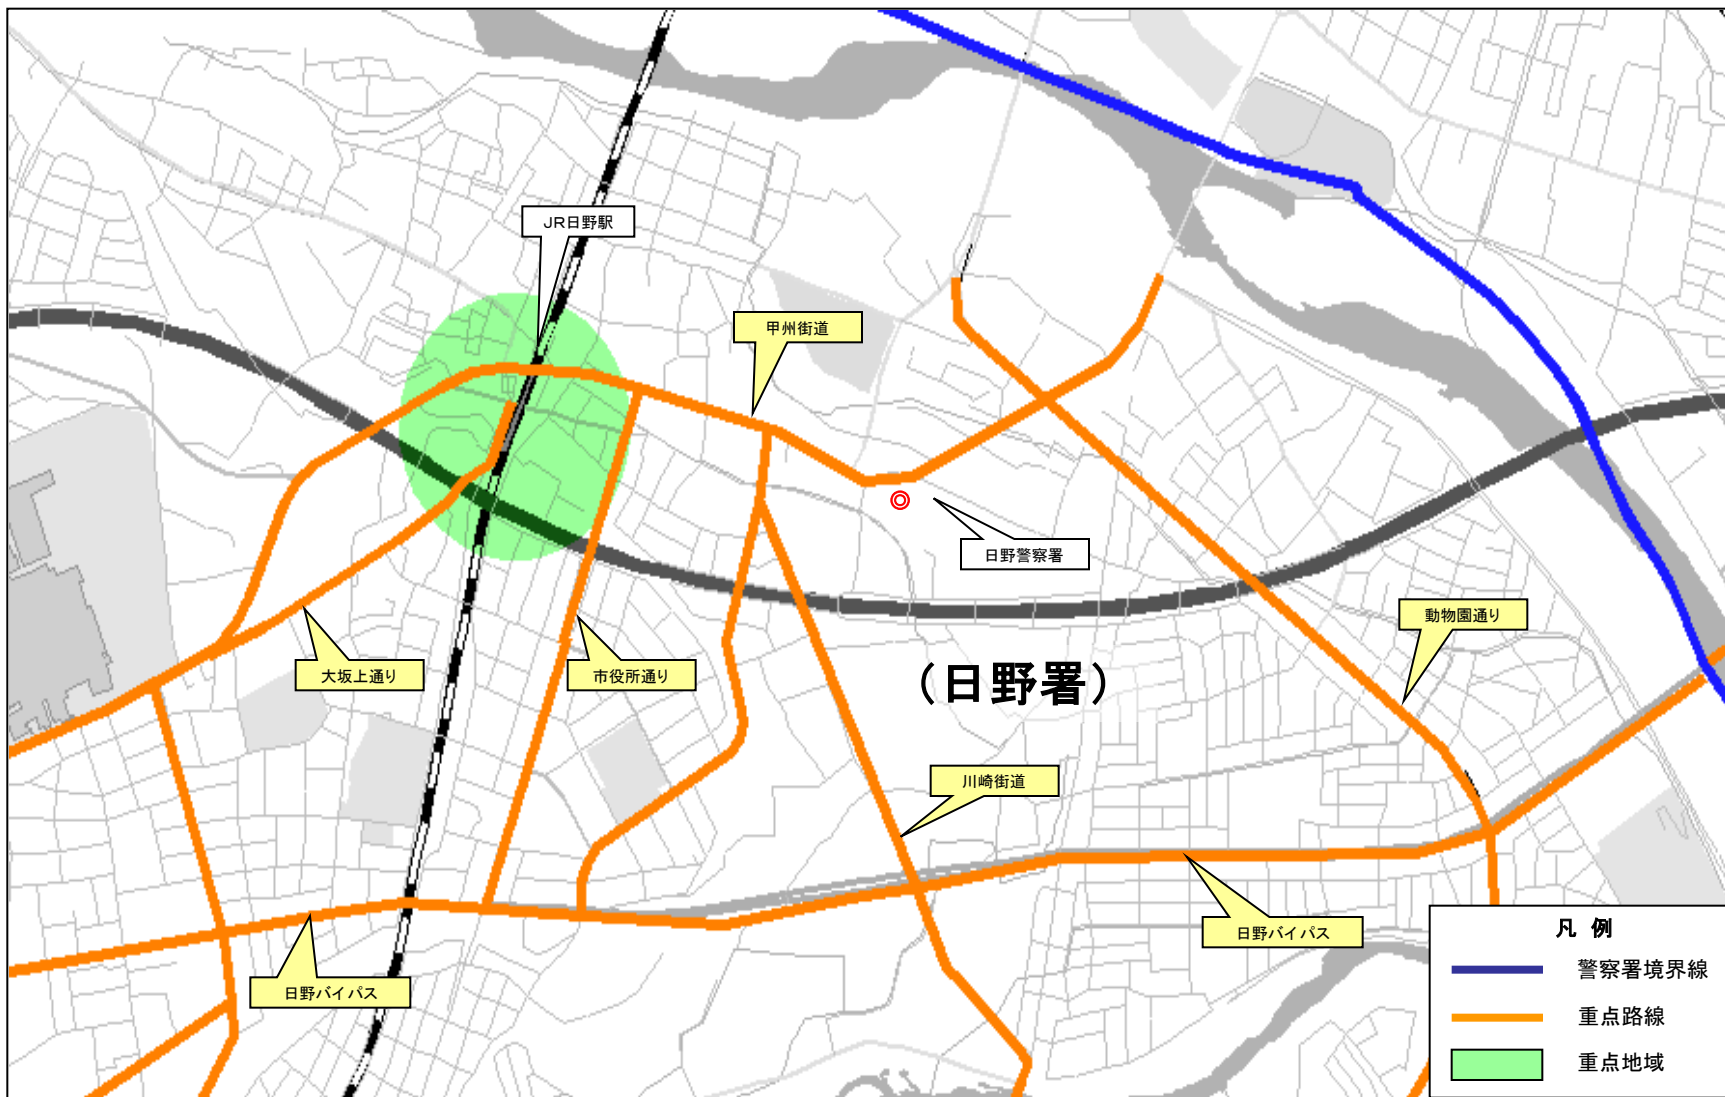 JR日野駅
甲州街道
日野警察署
動物園通り
大坂上通り
市役所通り
(日野署)
川崎街道
日野バイパス
日野バイパス
凡 例
警察署境界線
重点路線
重点地域